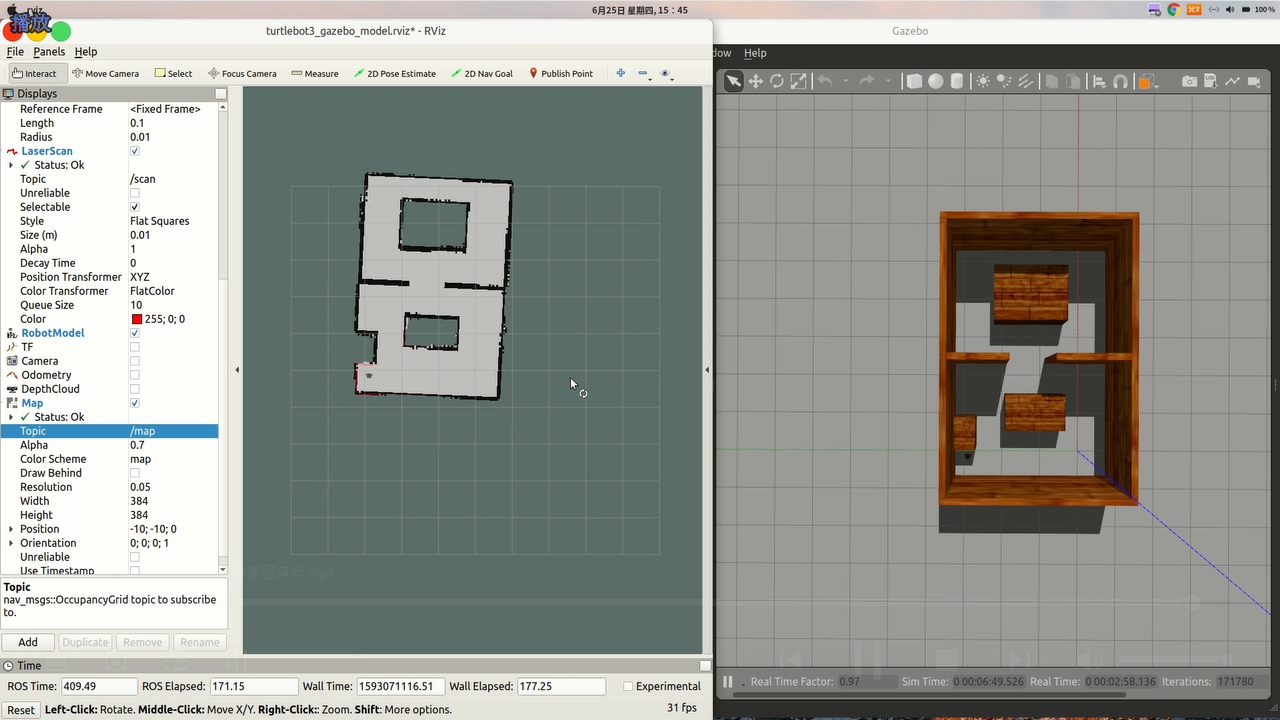 rviz
6月25日 星期四, 15：45
100%
播放
turtlebot3_gazebo_model.rviz* - RViz
Gazebo
File Panels Help
dow Help
Interact Move Camera Select Focus Camera Measure 2D Pose Estimate 2D Nav Goal Publish Point
Displays
Reference Frame <Fixed Frame>
Length 0.1
Radius 0.01
LaserScan
Status: Ok
Topic /scan
Unreliable
Selectable
Style Flat Squares
Size (m) 0.01
Alpha 1
Decay Time 0
Position Transformer XYZ
Color Transformer FlatColor
Queue Size 10
Color 255; 0; 0
RobotModel
TF
Camera
Odometry
DepthCloud
Map
Status: Ok
Topic /map
Alpha 0.7
Color Scheme map
Draw Behind
Resolution 0.05
Width 384
Height 384
Position -10; -10; 0
Orientation 0; 0; 0; 1
Unreliable
Use Timestamp
Topic
nav_msgs::OccupancyGrid topic to subscribe
to.
建图演示.mp4
Add Duplicate Remove Rename
Time
ROS Time: 409.49 ROS Elapsed: 171.15 Wall Time: 1593071116.51 Wall Elapsed: 177.25 Experimental
Reset Left-Click: Rotate. Middle-Click: Move X/Y. Right-Click:: Zoom. Shift: More options. 31 fps
Real Time Factor: 0.97 Sim Time: 0 00:06:49.526 Real Time: 0 00:02:58.136 Iterations: 171780